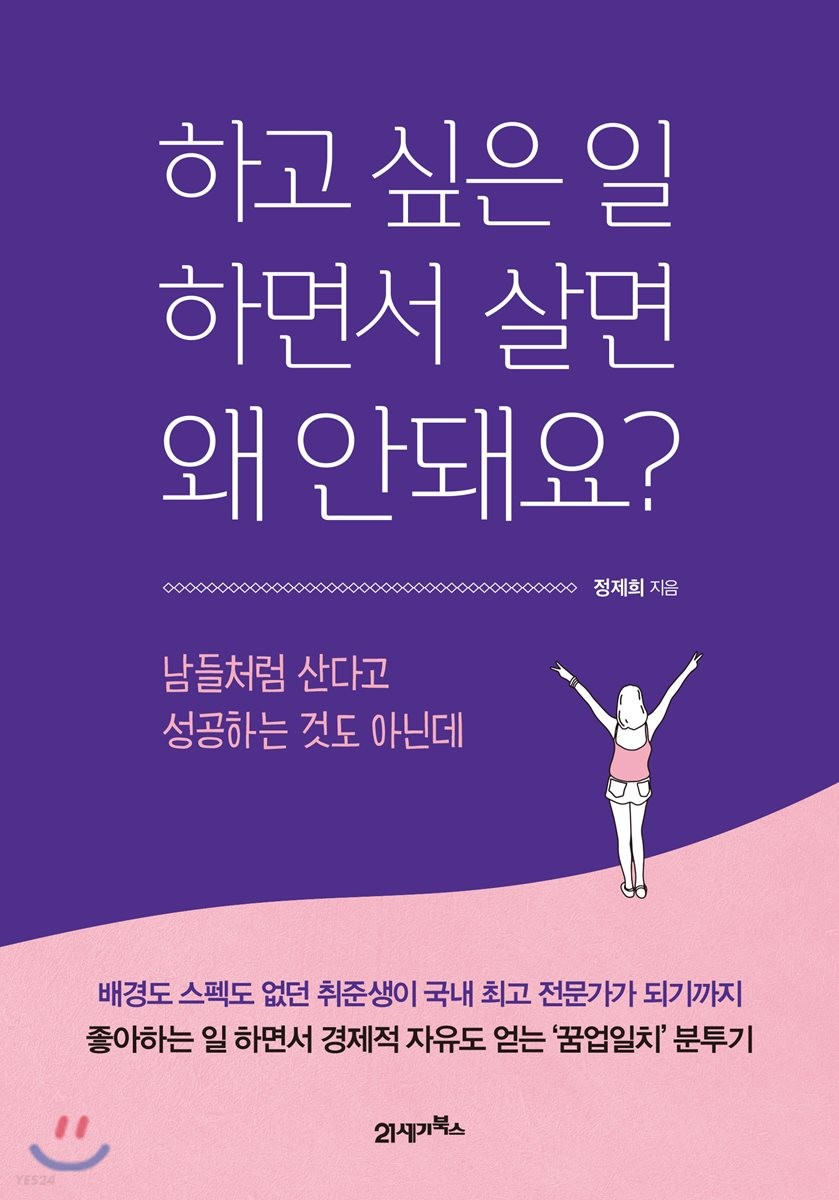 하고 싶은 일
하면서 살면
왜 안돼요?
정제희 지음
남들처럼 산다고
성공하는 것도 아닌데
배경도 스펙도 없던 취준생이 국내 최고 전문가가 되기까지
좋아하는 일 하면서 경제적 자유도 얻는 ‘꿈업일치’ 분투기
21세기북스
YES24